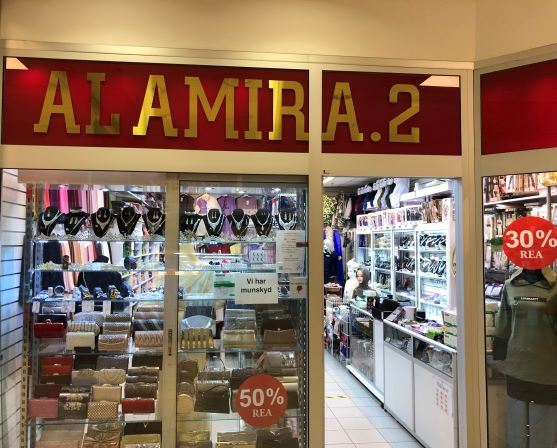 AL AMIRA.2
30%
REA
Vi har
munskyd
50%
REA